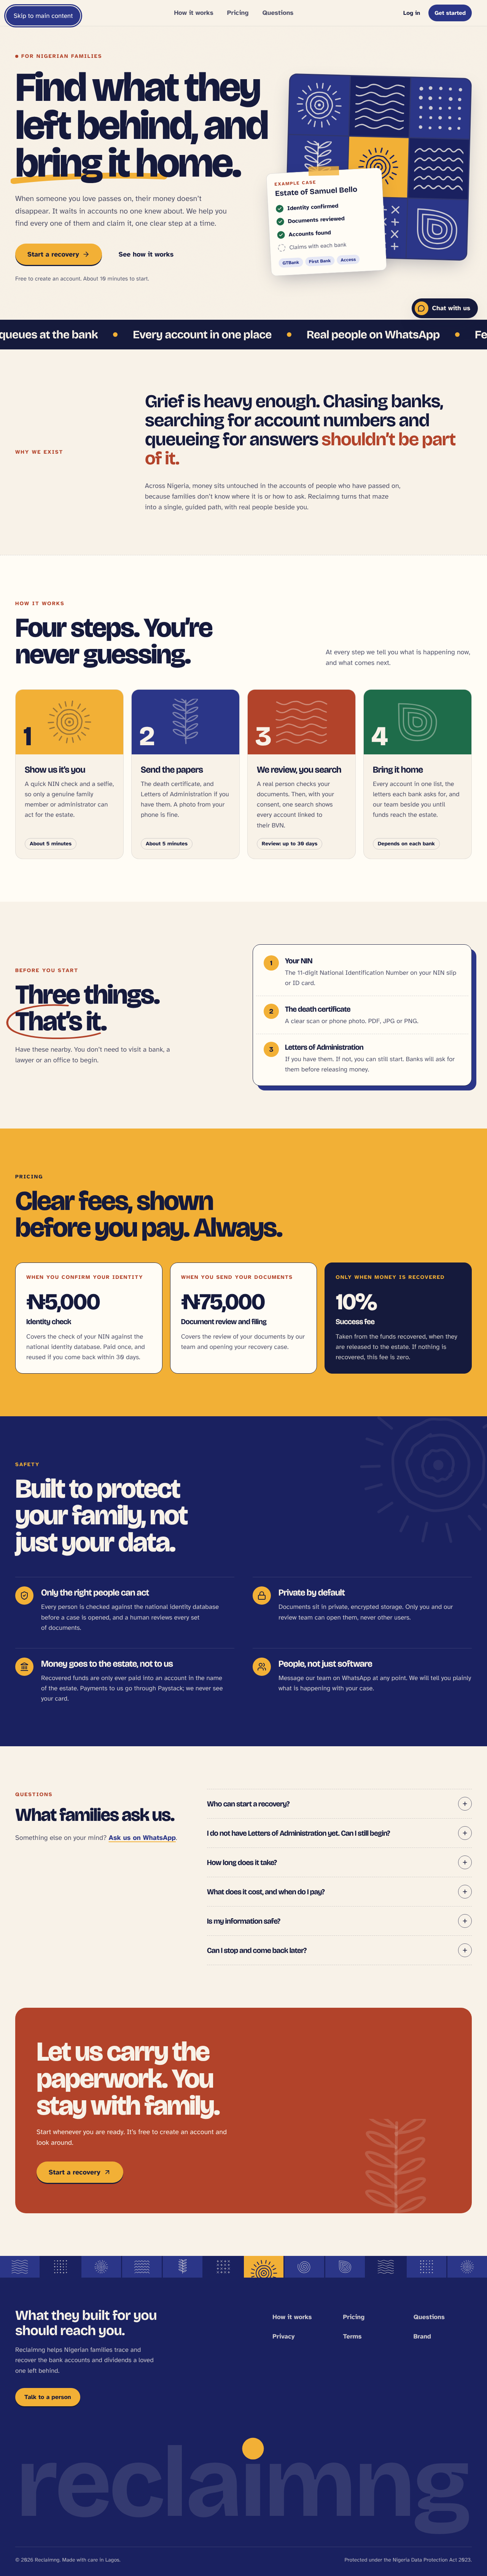 Skip to main content
How it works
Pricing
Questions
Log in
Get started
FOR NIGERIAN FAMILIES
Find what they
left behind, and
bring it home.
When someone you love passes on, their money doesn't
disappear. It waits in accounts no one knew about. We help you
find every one of them and claim it, one clear step at a time.
Start a recovery →
See how it works
Free to create an account. About 10 minutes to start.
EXAMPLE CASE
Estate of Samuel Bello
Identity confirmed
Documents reviewed
Accounts found
Claims with each bank
GTBank
First Bank
Access
Chat with us
queues at the bank • Every account in one place • Real people on WhatsApp • Fe
WHY WE EXIST
Grief is heavy enough. Chasing banks,
searching for account numbers and
queueing for answers shouldn't be part
of it.
Across Nigeria, money sits untouched in the accounts of people who have passed on,
because families don't know where it is or how to ask. Reclaimng turns that maze
into a single, guided path, with real people beside you.
HOW IT WORKS
Four steps. You're
never guessing.
At every step we tell you what is happening now,
and what comes next.
1
Show us it's you
A quick NIN check and a selfie,
so only a genuine family
member or administrator can
act for the estate.
About 5 minutes
2
Send the papers
The death certificate, and
Letters of Administration if you
have them. A photo from your
phone is fine.
About 5 minutes
3
We review, you search
A real person checks your
documents. Then, with your
consent, one search shows
every account linked to
their BVN.
Review: up to 30 days
4
Bring it home
Every account in one list, the
letters each bank asks for, and
our team beside you until
funds reach the estate.
Depends on each bank
BEFORE YOU START
Three things.
That's it.
Have these nearby. You don't need to visit a bank, a
lawyer or an office to begin.
1
Your NIN
The 11-digit National Identification Number on your NIN slip
or ID card.
2
The death certificate
A clear scan or phone photo. PDF, JPG or PNG.
3
Letters of Administration
If you have them. If not, you can still start. Banks will ask for
them before releasing money.
PRICING
Clear fees, shown
before you pay. Always.
WHEN YOU CONFIRM YOUR IDENTITY
₦5,000
Identity check
Covers the check of your NIN against the
national identity database. Paid once, and
reused if you come back within 30 days.
WHEN YOU SEND YOUR DOCUMENTS
₦75,000
Document review and filing
Covers the review of your documents by our
team and opening your recovery case.
ONLY WHEN MONEY IS RECOVERED
10%
Success fee
Taken from the funds recovered, when they
are released to the estate. If nothing is
recovered, this fee is zero.
SAFETY
Built to protect
your family, not
just your data.
Only the right people can act
Every person is checked against the national identity database
before a case is opened, and a human reviews every set
of documents.
Private by default
Documents sit in private, encrypted storage. Only you and our
review team can open them, never other users.
Money goes to the estate, not to us
Recovered funds are only ever paid into an account in the name
of the estate. Payments to us go through Paystack; we never see
your card.
People, not just software
Message our team on WhatsApp at any point. We will tell you plainly
what is happening with your case.
QUESTIONS
What families ask us.
Something else on your mind? Ask us on WhatsApp.
Who can start a recovery?
I do not have Letters of Administration yet. Can I still begin?
How long does it take?
What does it cost, and when do I pay?
Is my information safe?
Can I stop and come back later?
Let us carry the
paperwork. You
stay with family.
Start whenever you are ready. It's free to create an account and
look around.
Start a recovery ↗
What they built for you
should reach you.
Reclaimng helps Nigerian families trace and
recover the bank accounts and dividends a loved
one left behind.
Talk to a person
How it works
Pricing
Questions
Privacy
Terms
Brand
reclaimng
© 2026 Reclaimng. Made with care in Lagos.
Protected under the Nigeria Data Protection Act 2023.